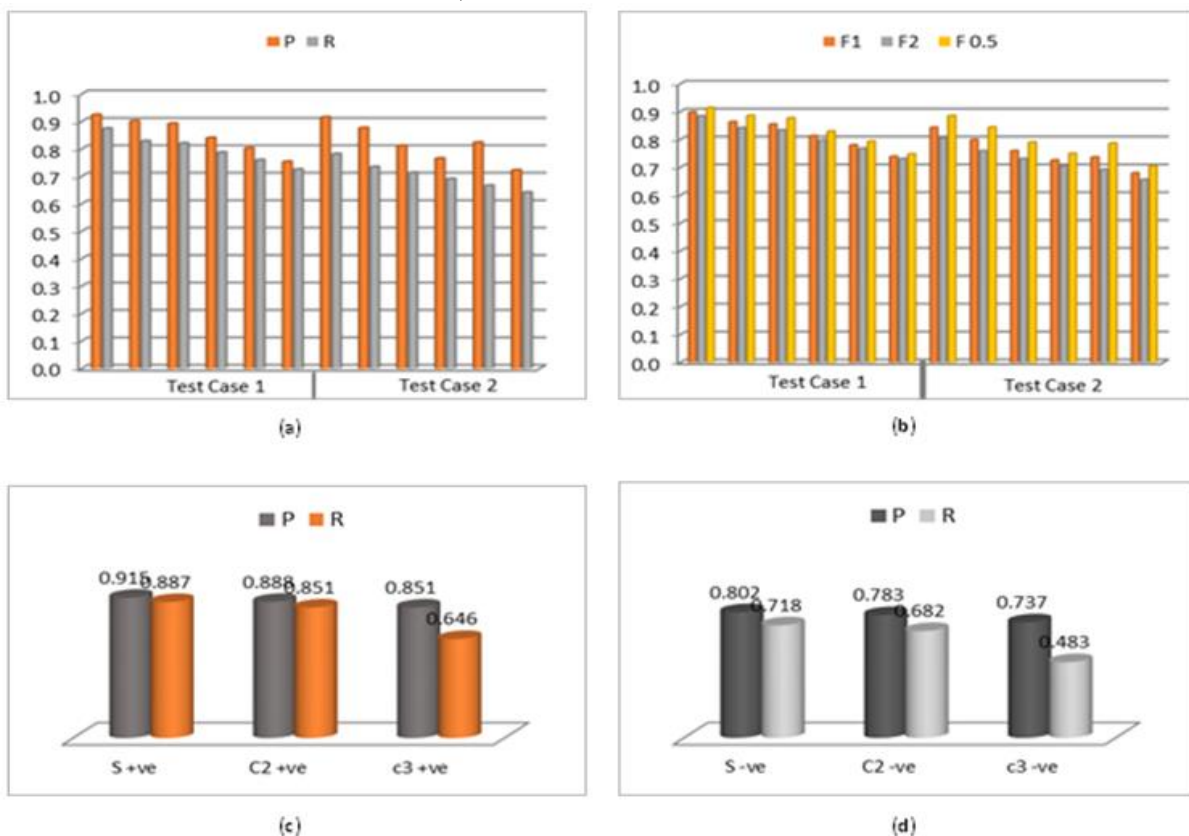 P R
1.0
0.9
0.8
0.7
0.6
0.5
0.4
0.3
0.2
0.1
0.0
Test Case 1 Test Case 2
(a)
F1 F2 F 0.5
1.0
0.9
0.8
0.7
0.6
0.5
0.4
0.3
0.2
0.1
0.0
Test Case 1 Test Case 2
(b)
P R
0.915 0.887 0.888 0.851 0.851 0.646
S +ve C2 +ve c3 +ve
(c)
P R
0.802 0.718 0.783 0.682 0.737 0.483
S -ve C2 -ve c3 -ve
(d)